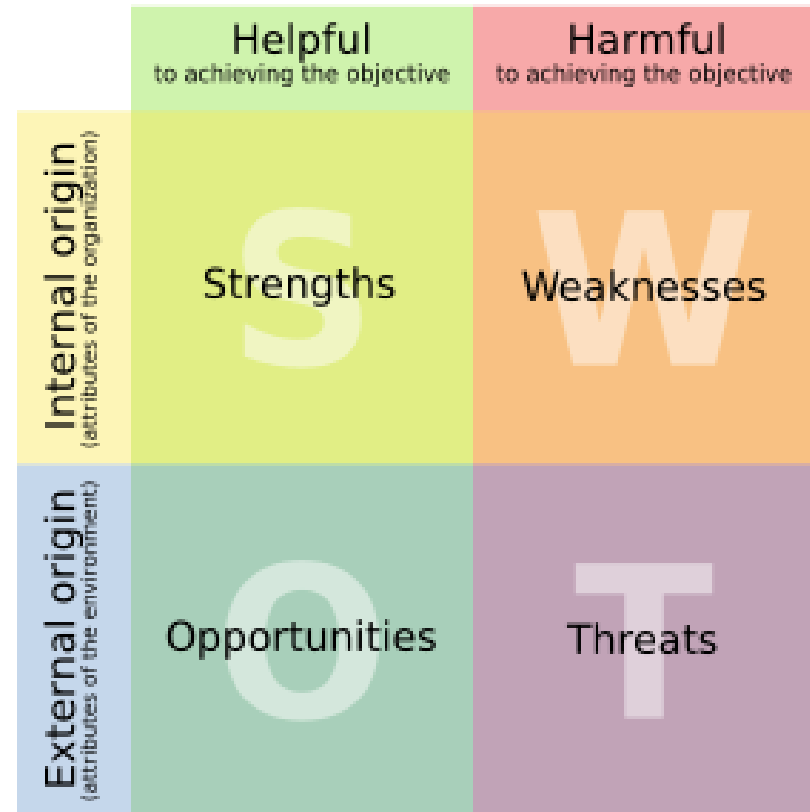 Helpful
to achieving the objective
Harmful
to achieving the objective
Internal origin
(attributes of the organization)
S
Strengths
W
Weaknesses
External origin
(attributes of the environment)
O
Opportunities
T
Threats